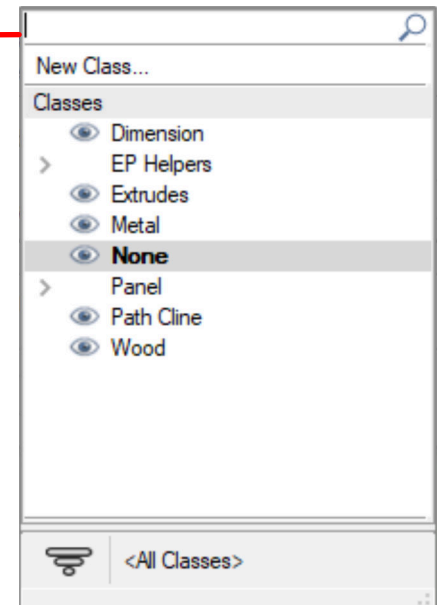 New Class...
Classes
Dimension
EP Helpers
Extrudes
Metal
None
Panel
Path Cline
Wood
<All Classes>